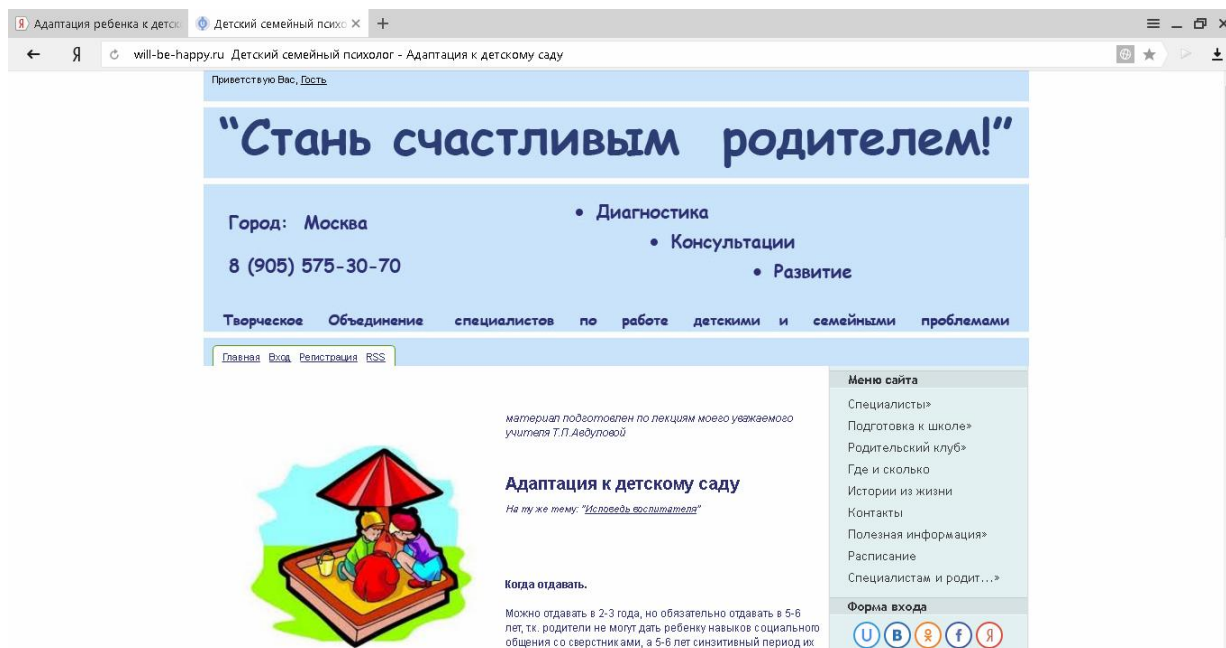 Я Адаптация ребенка к детск
Детский семейный психо × +
← Я will-be-happy.ru Детский семейный психолог - Адаптация к детскому саду
Приветствую Вас, Гость
"Стань счастливым родителем!"
Город: Москва
8 (905) 575-30-70
• Диагностика
• Консультации
• Развитие
Творческое Объединение специалистов по работе детскими и семейными проблемами
Главная Вход Регистрация RSS
материал подготовлен по лекциям моего уважаемого
учителя Т.П.Авдуловой
Адаптация к детскому саду
На ту же тему: "Исповедь воспитателя"
Когда отдавать.
Можно отдавать в 2-3 года, но обязательно отдавать в 5-6
лет, т.к. родители не могут дать ребенку навыков социального
общения со сверстниками, а 5-6 лет синзитивный период их
Меню сайта
Специалисты»
Подготовка к школе»
Родительский клуб»
Где и сколько
Истории из жизни
Контакты
Полезная информация»
Расписание
Специалистам и родит...»
Форма входа
U В f Я